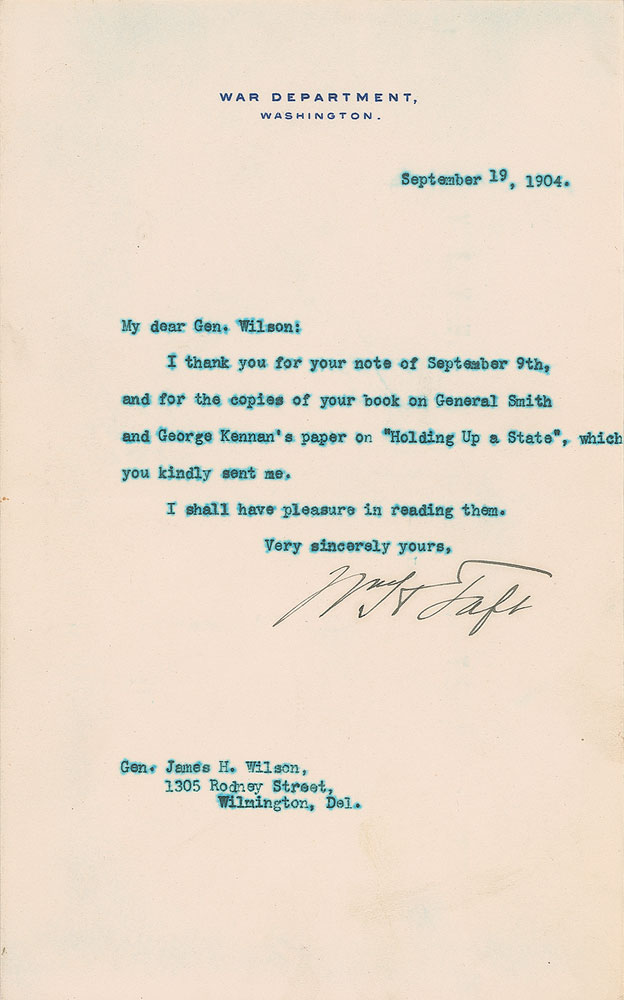 WAR DEPARTMENT,
WASHINGTON.
September 19, 1904.
My dear Gen. Wilson:
I thank you for your note of September 9th,
and for the copies of your book on General Smith
and George Kennan's paper on "Holding Up a State", which
you kindly sent me.
I shall have pleasure in reading them.
Very sincerely yours,
Wm H Taft
Gen. James H. Wilson,
1305 Rodney Street,
Wilmington, Del.